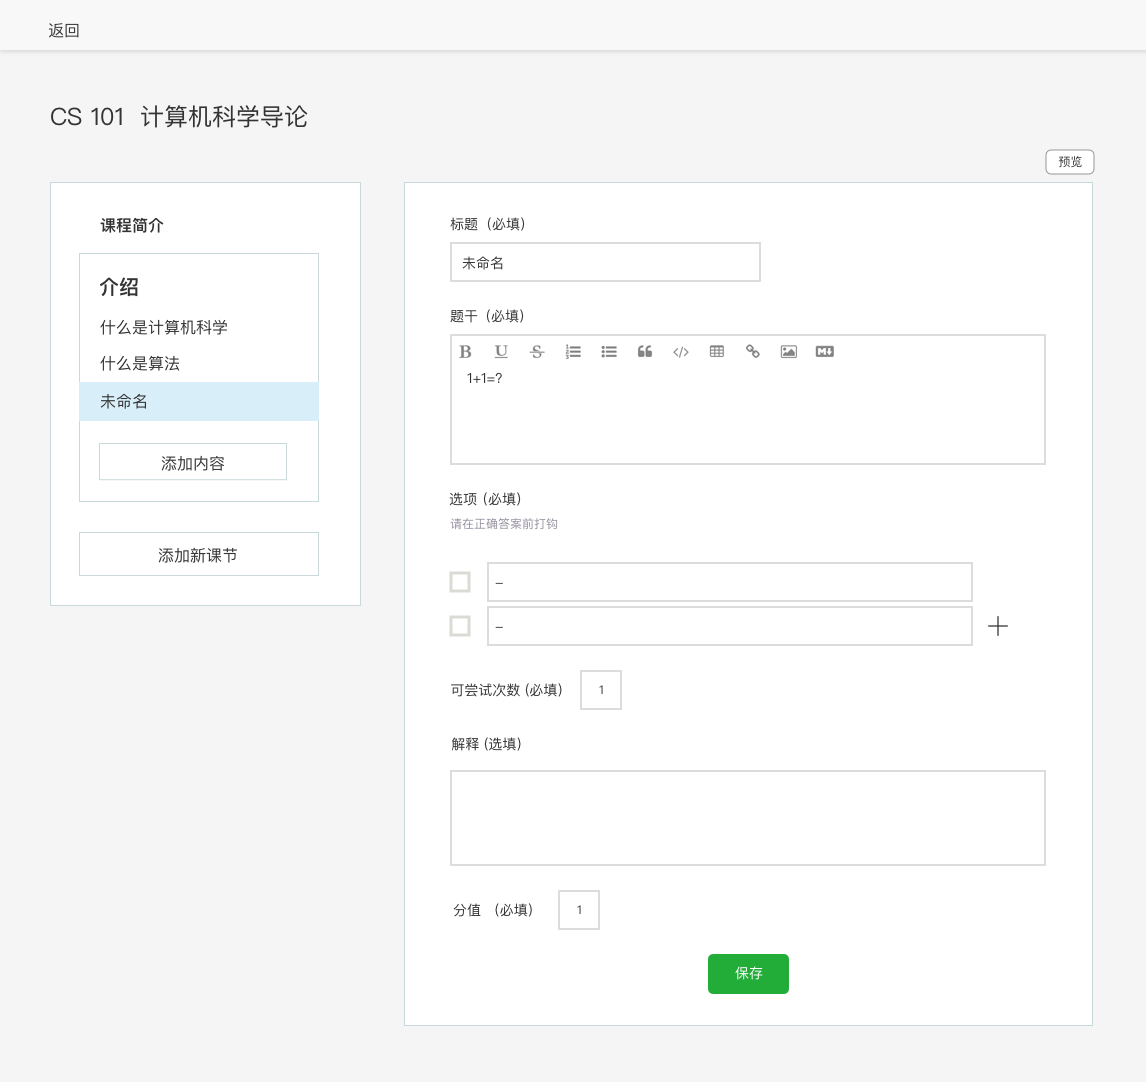 返回
CS 101 计算机科学导论
预览
课程简介
介绍
什么是计算机科学
什么是算法
未命名
添加内容
添加新课节
标题 (必填)
未命名
题干 (必填)
B U S
1+1=?
选项 (必填)
请在正确答案前打钩
–
–
可尝试次数 (必填) 1
解释 (选填)
分值 (必填) 1
保存